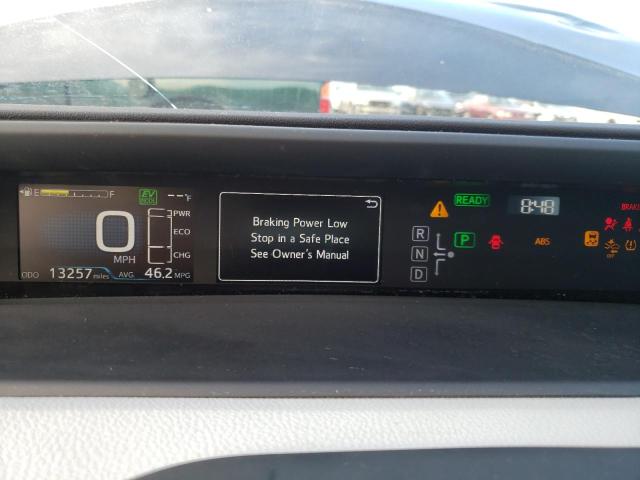 E F EV MODE --°F
0 MPH
PWR
ECO
CHG
ODO 13257 miles AVG. 46.2 MPG
Braking Power Low
Stop in a Safe Place
See Owner's Manual
READY 8:48
R
N P
D
ABS
OFF
BRAKE